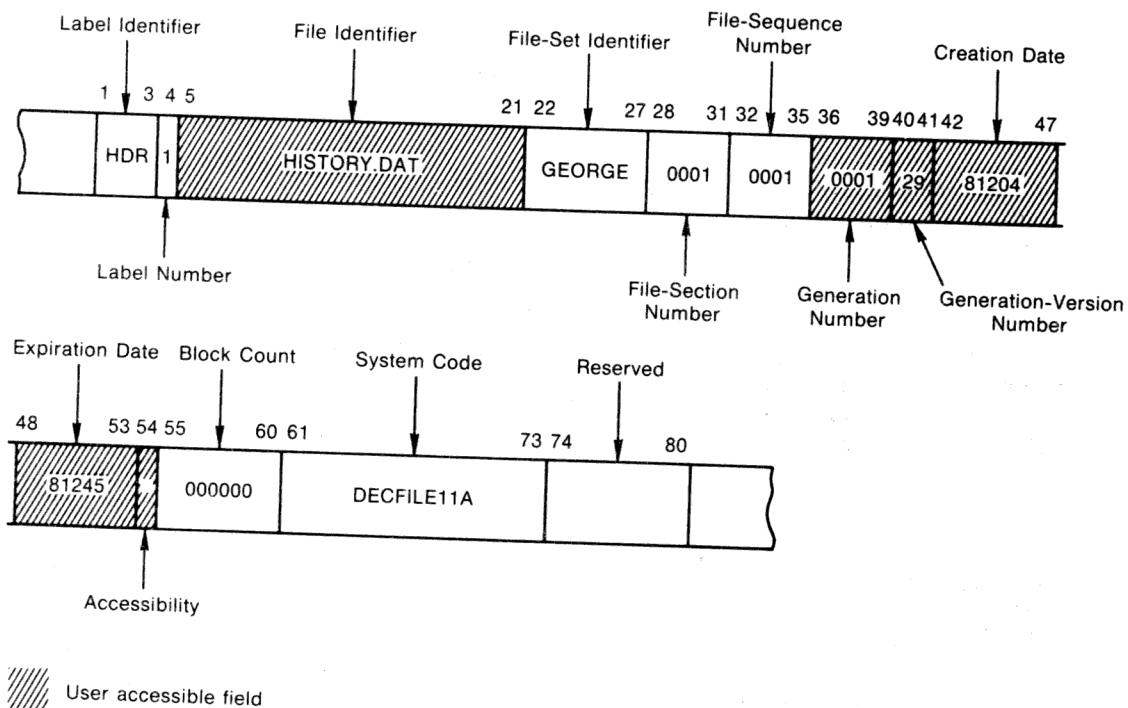 Label Identifier
File Identifier
File-Set Identifier
File-Sequence
Number
Creation Date
1 3 4 5 21 22 27 28 31 32 35 36 39 40 41 42 47
HDR 1 HISTORY.DAT GEORGE 0001 0001 0001 29 81204
Label Number
File-Section
Number
Generation
Number
Generation-Version
Number
Expiration Date
Block Count
System Code
Reserved
48 53 54 55 60 61 73 74 80
81245 000000 DECFILE11A
Accessibility
User accessible field